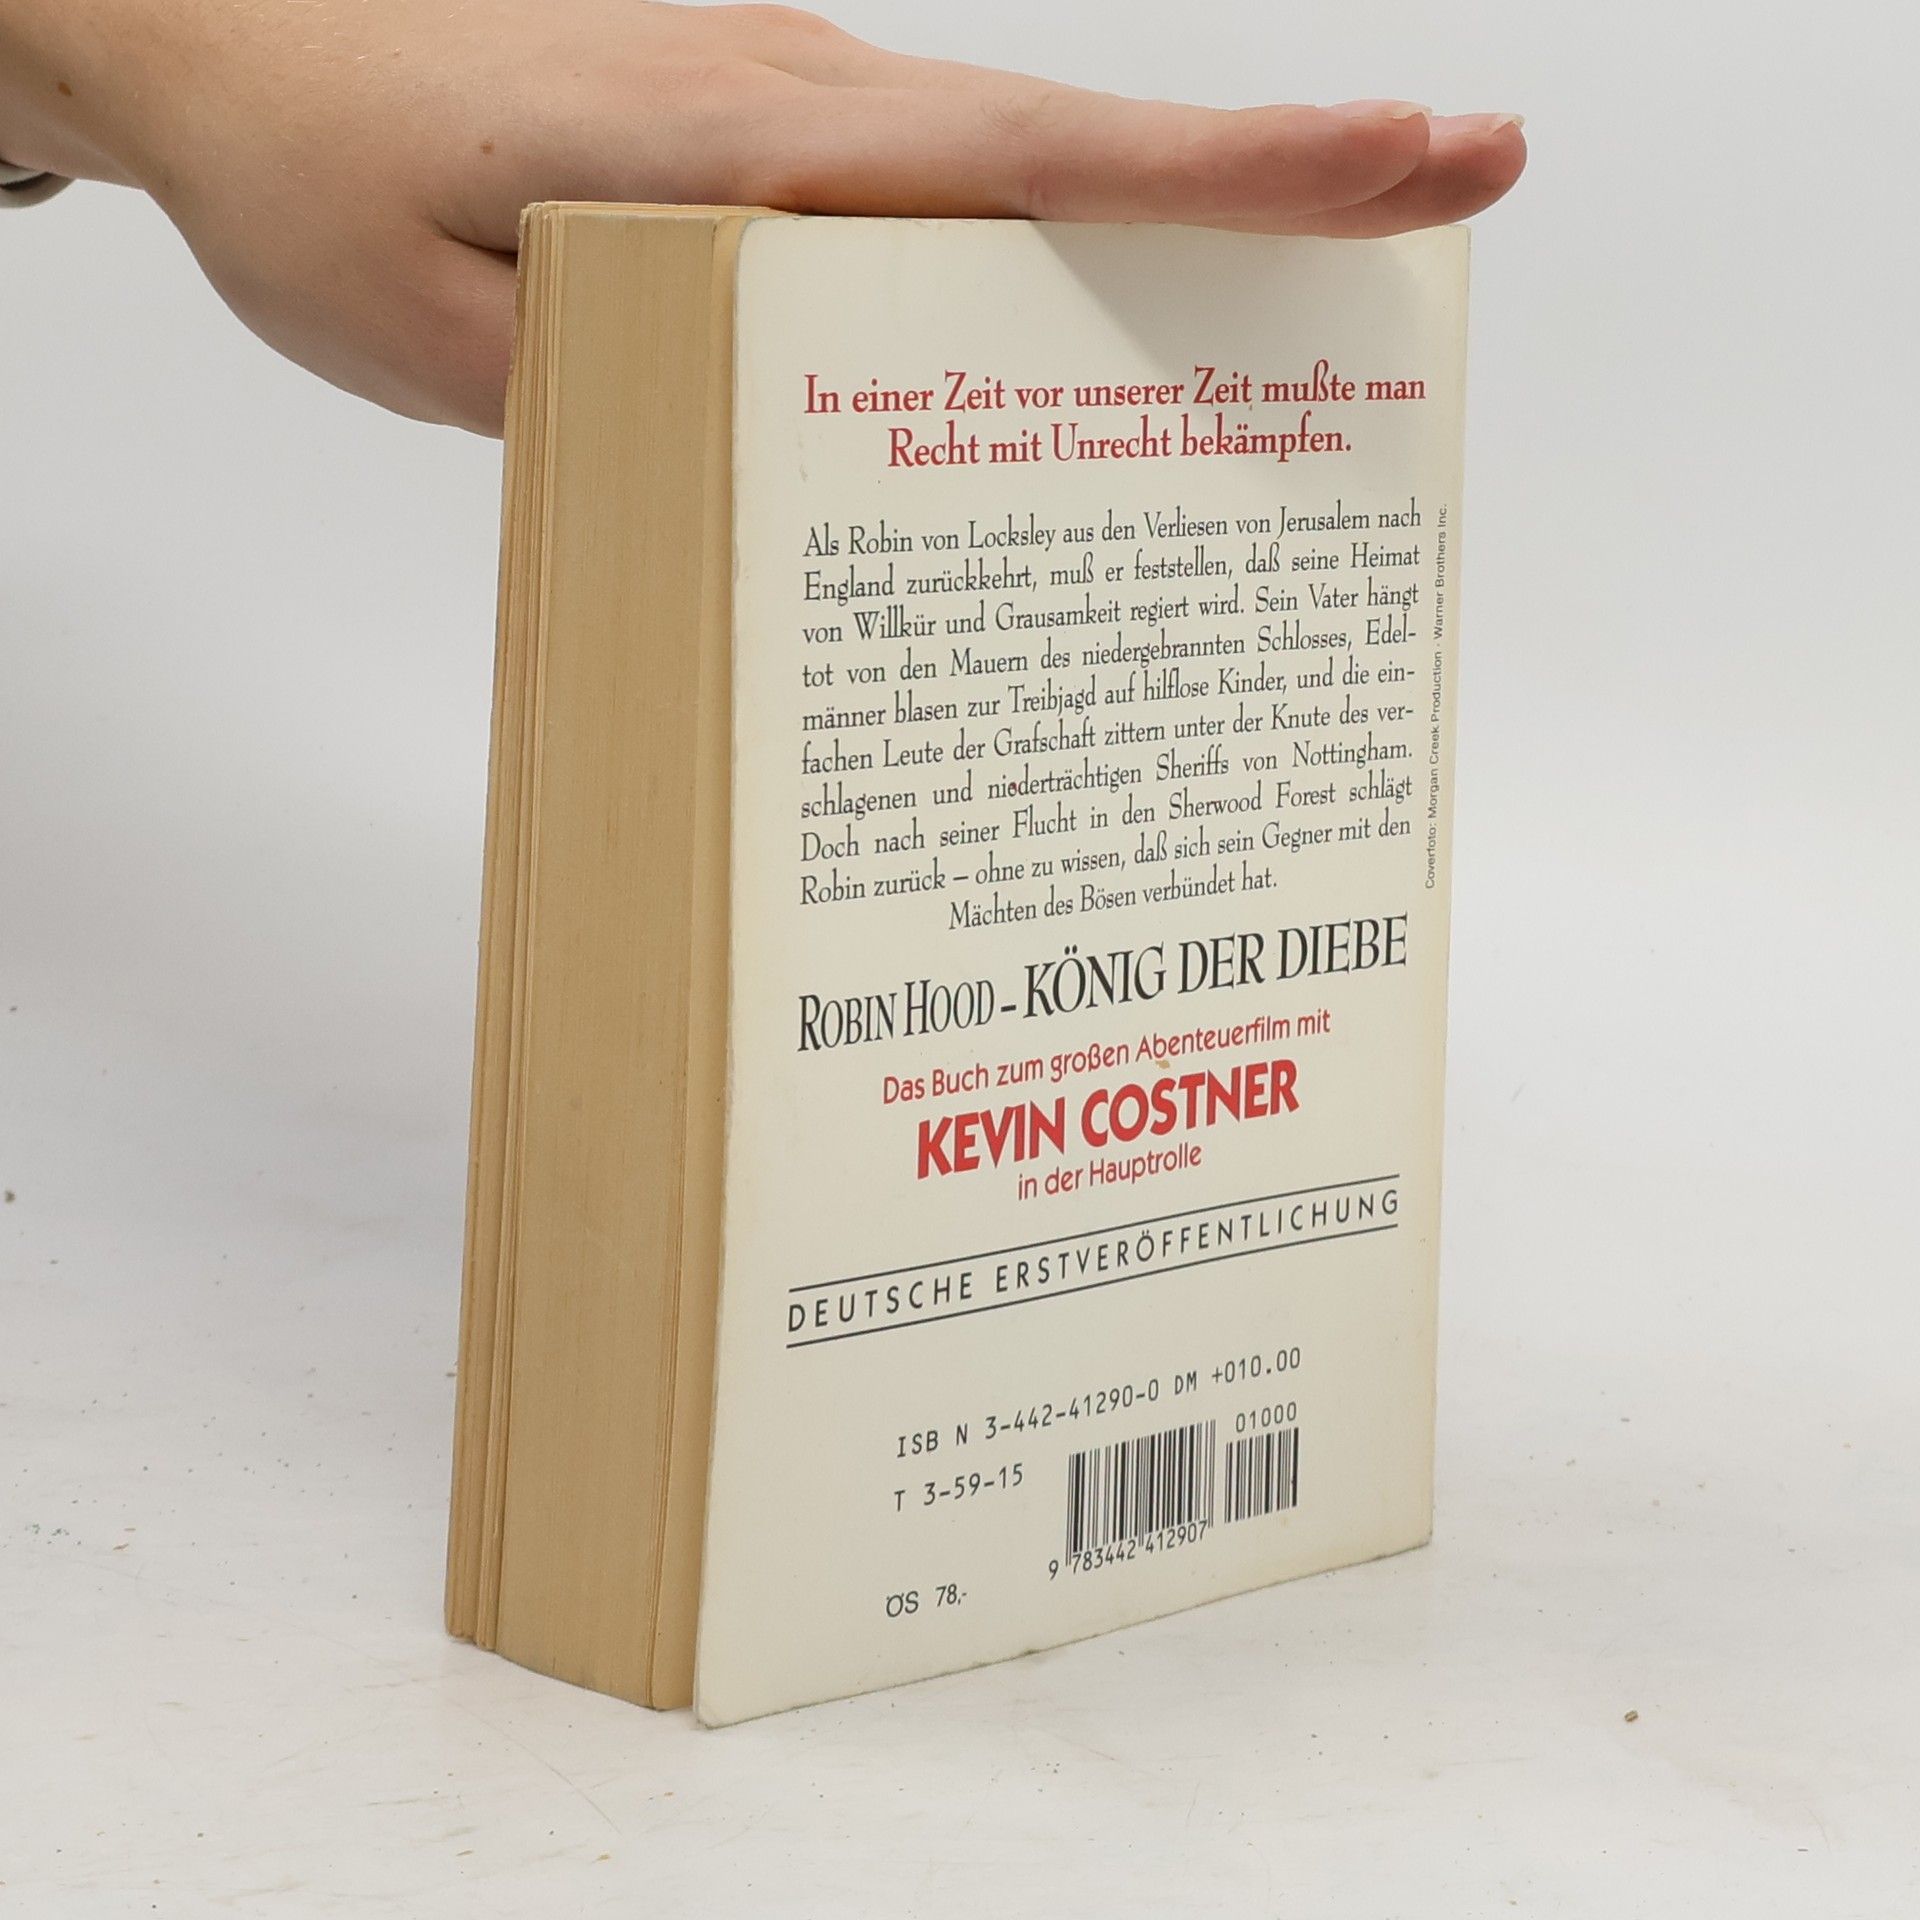 In einer Zeit vor unserer Zeit mußte man
Recht mit Unrecht bekämpfen.
Als Robin von Locksley aus den Verliesen von Jerusalem nach
England zurückkehrt, muß er feststellen, daß seine Heimat
von Willkür und Grausamkeit regiert wird. Sein Vater hängt
tot von den Mauern des niedergebrannten Schlosses, Edel-
männer blasen zur Treibjagd auf hilflose Kinder, und die ein-
fachen Leute der Grafschaft zittern unter der Knute des ver-
schlagenen und niederträchtigen Sheriffs von Nottingham.
Doch nach seiner Flucht in den Sherwood Forest schlägt
Robin zurück – ohne zu wissen, daß sich sein Gegner mit den
Mächten des Bösen verbündet hat.
ROBIN HOOD – KÖNIG DER DIEBE
Das Buch zum großen Abenteuerfilm mit
KEVIN COSTNER
in der Hauptrolle
DEUTSCHE ERSTVERÖFFENTLICHUNG
ISB N 3-442-41290-0 DM +010.00
T 3-59-15
01000
9 783442 412907
ÖS 78,-
Coverfoto: Morgan Creek Production · Warner Brothers Inc.